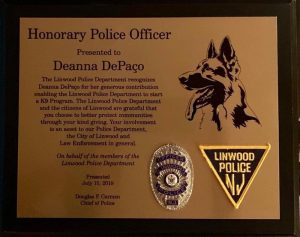 Honorary Police Officer
Presented to
Deanna DePaço
The Linwood Police Department recognizes
Deanna DePaço for her generous contribution
enabling the Linwood Police Department to start
a K9 Program. The Linwood Police Department
and the citizens of Linwood are grateful that
you choose to better protect communities
through your kind giving. Your involvement
is an asset to our Police Department,
the City of Linwood and
Law Enforcement in general.
On behalf of the members of the
Linwood Police Department
Presented
July 15,
Douglas P. Carman
Chief of Police
LINWOOD
POLICE
NJ